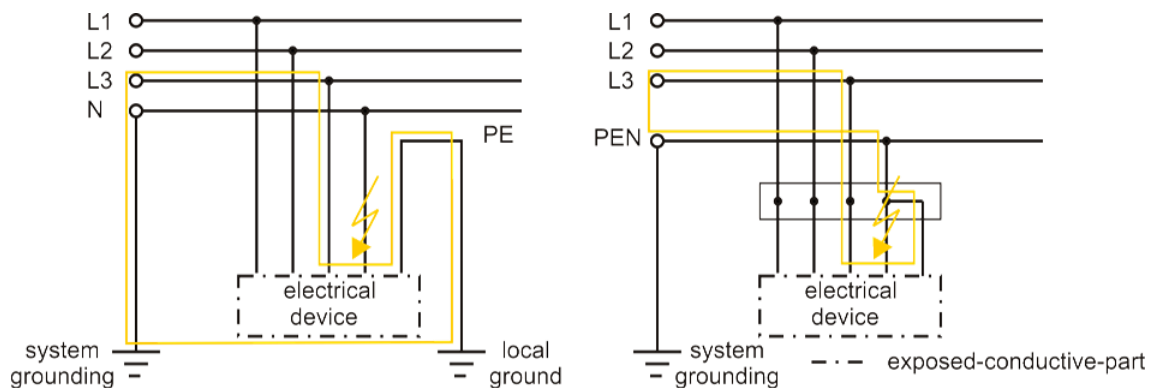 L1
L2
L3
N
PE
electrical
device
system
grounding
local
ground
L1
L2
L3
PEN
electrical
device
system
grounding
exposed-conductive-part